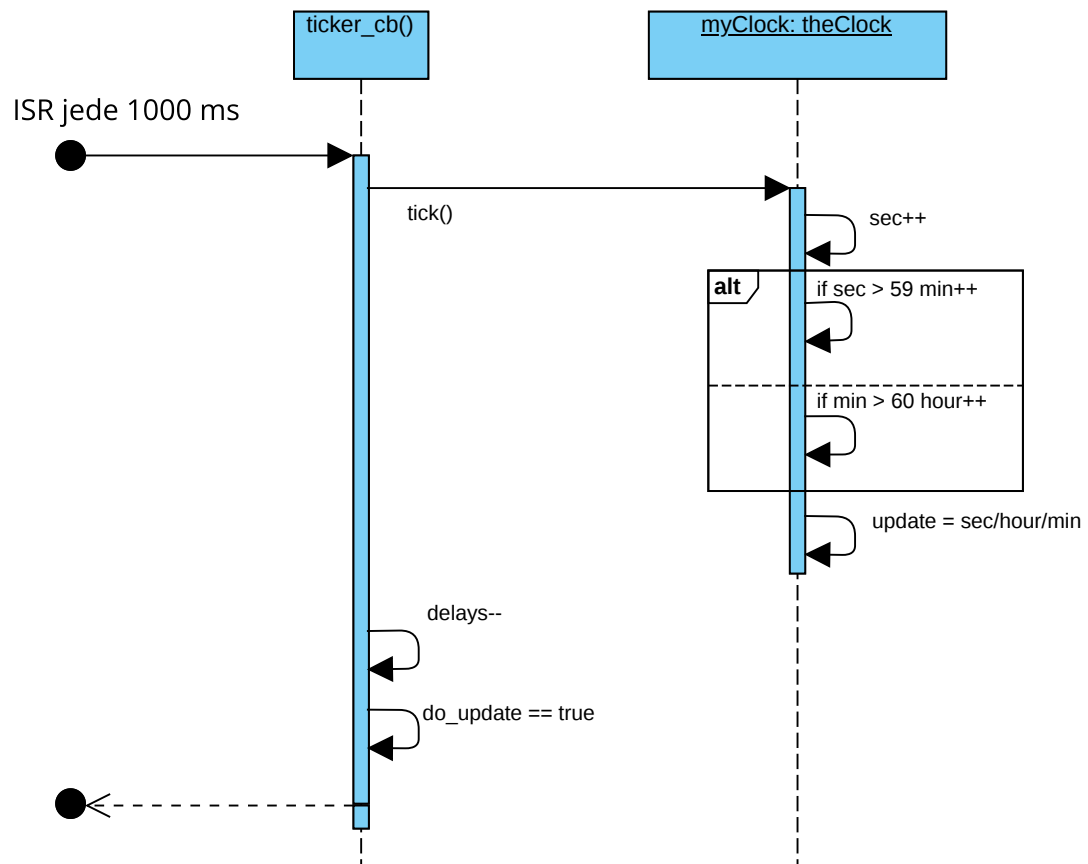 ticker_cb()
myClock: theClock
ISR jede 1000 ms
tick()
sec++
alt
if sec > 59 min++
if min > 60 hour++
update = sec/hour/min
delays--
do_update == true